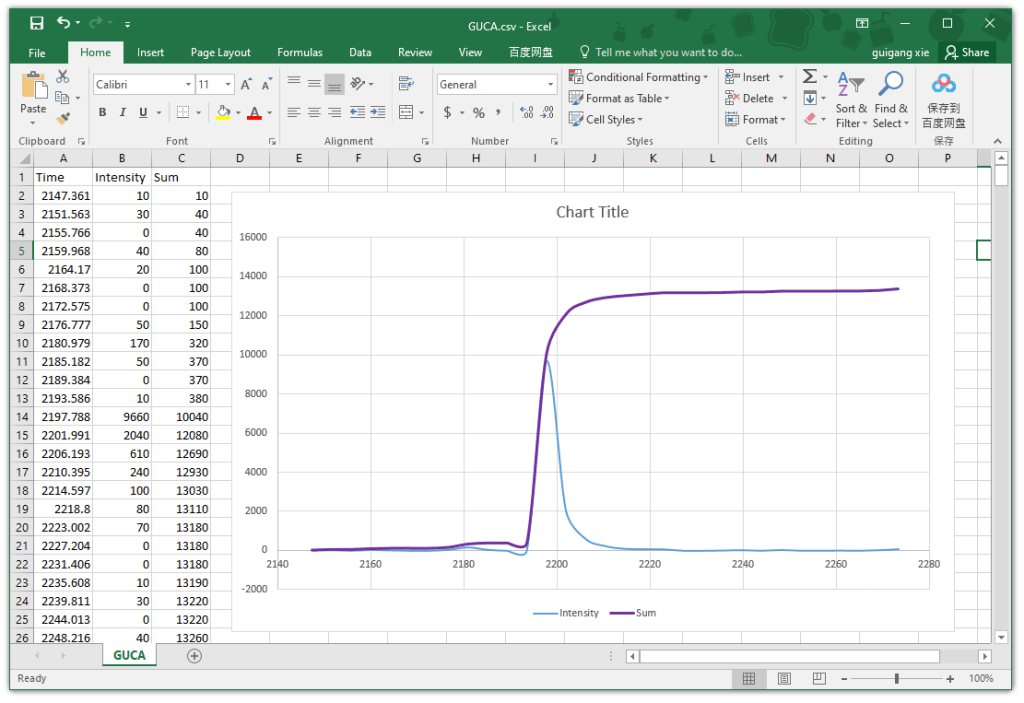 GUCA.csv - Excel
File Home Insert Page Layout Formulas Data Review View 百度网盘 Tell me what you want to do... guigang xie Share
Paste Calibri 11 General Conditional Formatting Insert
B I U $ % , Format as Table Delete Sort & Find & 保存到
Cell Styles Format Filter Select 百度网盘
Clipboard Font Alignment Number Styles Cells Editing 保存
A B C D E F G H I J K L M N O P
1 Time Intensity Sum
2 2147.361 10 10
3 2151.563 30 40
4 2155.766 0 40
5 2159.968 40 80
6 2164.17 20 100
7 2168.373 0 100
8 2172.575 0 100
9 2176.777 50 150
10 2180.979 170 320
11 2185.182 50 370
12 2189.384 0 370
13 2193.586 10 380
14 2197.788 9660 10040
15 2201.991 2040 12080
16 2206.193 610 12690
17 2210.395 240 12930
18 2214.597 100 13030
19 2218.8 80 13110
20 2223.002 70 13180
21 2227.204 0 13180
22 2231.406 0 13180
23 2235.608 10 13190
24 2239.811 30 13220
25 2244.013 0 13220
26 2248.216 40 13260
Chart Title
16000
14000
12000
10000
8000
6000
4000
2000
0
2140 2160 2180 2200 2220 2240 2260 2280
-2000
Intensity Sum
GUCA
Ready 100%